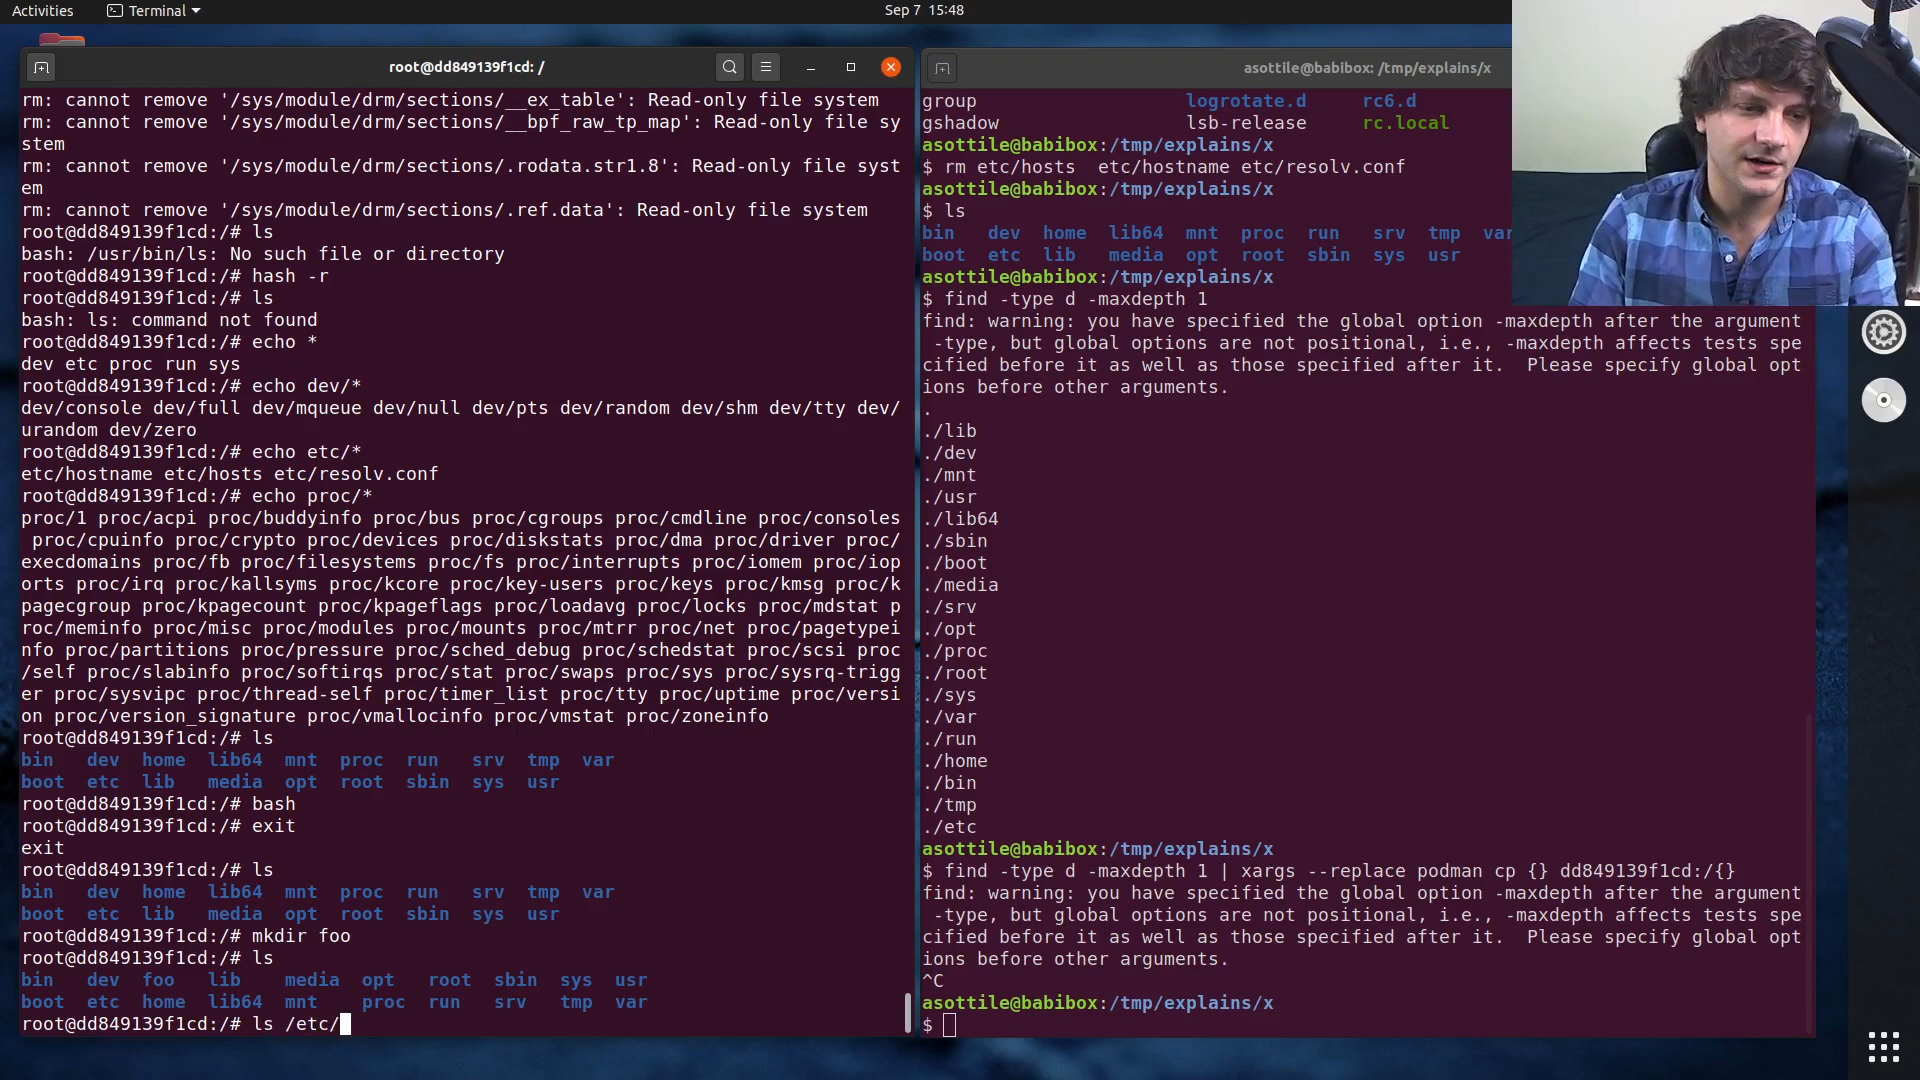 Activities
Terminal
Sep 7 15:48
root@dd849139f1cd: /
rm: cannot remove '/sys/module/drm/sections/__ex_table': Read-only file system
rm: cannot remove '/sys/module/drm/sections/__bpf_raw_tp_map': Read-only file sy
stem
rm: cannot remove '/sys/module/drm/sections/.rodata.str1.8': Read-only file syst
em
rm: cannot remove '/sys/module/drm/sections/.ref.data': Read-only file system
root@dd849139f1cd:/# ls
bash: /usr/bin/ls: No such file or directory
root@dd849139f1cd:/# hash -r
root@dd849139f1cd:/# ls
bash: ls: command not found
root@dd849139f1cd:/# echo *
dev etc proc run sys
root@dd849139f1cd:/# echo dev/*
dev/console dev/full dev/mqueue dev/null dev/pts dev/random dev/shm dev/tty dev/
urandom dev/zero
root@dd849139f1cd:/# echo etc/*
etc/hostname etc/hosts etc/resolv.conf
root@dd849139f1cd:/# echo proc/*
proc/1 proc/acpi proc/buddyinfo proc/bus proc/cgroups proc/cmdline proc/consoles
proc/cpuinfo proc/crypto proc/devices proc/diskstats proc/dma proc/driver proc/
execdomains proc/fb proc/filesystems proc/fs proc/interrupts proc/iomem proc/iop
orts proc/irq proc/kallsyms proc/kcore proc/key-users proc/keys proc/kmsg proc/k
pagecgroup proc/kpagecount proc/kpageflags proc/loadavg proc/locks proc/mdstat p
roc/meminfo proc/misc proc/modules proc/mounts proc/mtrr proc/net proc/pagetypei
nfo proc/partitions proc/pressure proc/sched_debug proc/schedstat proc/scsi proc
/self proc/slabinfo proc/softirqs proc/stat proc/swaps proc/sys proc/sysrq-trigg
er proc/sysvipc proc/thread-self proc/timer_list proc/tty proc/uptime proc/versi
on proc/version_signature proc/vmallocinfo proc/vmstat proc/zoneinfo
root@dd849139f1cd:/# ls
bin dev home lib64 mnt proc run srv tmp var
boot etc lib media opt root sbin sys usr
root@dd849139f1cd:/# bash
root@dd849139f1cd:/# exit
exit
root@dd849139f1cd:/# ls
bin dev home lib64 mnt proc run srv tmp var
boot etc lib media opt root sbin sys usr
root@dd849139f1cd:/# mkdir foo
root@dd849139f1cd:/# ls
bin dev foo lib media opt root sbin sys usr
boot etc home lib64 mnt proc run srv tmp var
root@dd849139f1cd:/# ls /etc/
asottile@babibox: /tmp/explains/x
group logrotate.d rc6.d
gshadow lsb-release rc.local
asottile@babibox:/tmp/explains/x
$ rm etc/hosts etc/hostname etc/resolv.conf
asottile@babibox:/tmp/explains/x
$ ls
bin dev home lib64 mnt proc run srv tmp var
boot etc lib media opt root sbin sys usr
asottile@babibox:/tmp/explains/x
$ find -type d -maxdepth 1
find: warning: you have specified the global option -maxdepth after the argument
-type, but global options are not positional, i.e., -maxdepth affects tests spe
cified before it as well as those specified after it. Please specify global opt
ions before other arguments.
.
./lib
./dev
./mnt
./usr
./lib64
./sbin
./boot
./media
./srv
./opt
./proc
./root
./sys
./var
./run
./home
./bin
./tmp
./etc
asottile@babibox:/tmp/explains/x
$ find -type d -maxdepth 1 | xargs --replace podman cp {} dd849139f1cd:/{}
find: warning: you have specified the global option -maxdepth after the argument
-type, but global options are not positional, i.e., -maxdepth affects tests spe
cified before it as well as those specified after it. Please specify global opt
ions before other arguments.
^C
asottile@babibox:/tmp/explains/x
$